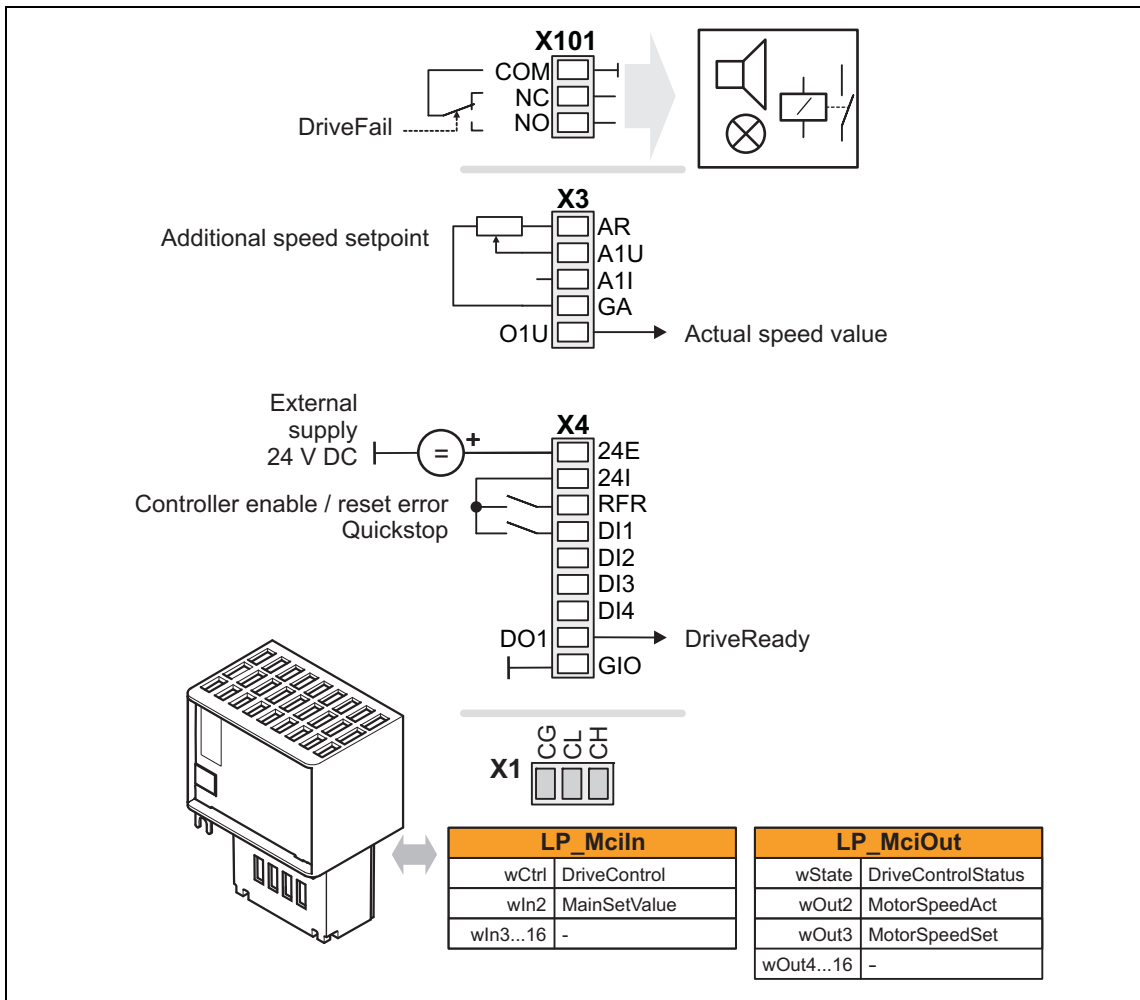 X101
COM
NC
NO
DriveFail
X3
Additional speed setpoint
AR
A1U
A1I
GA
O1U
Actual speed value
External
supply
24 V DC
=
+
X4
24E
24I
Controller enable / reset error
RFR
Quickstop
DI1
DI2
DI3
DI4
DO1
DriveReady
GIO
X1
CG
CL
CH
LP_MciIn
wCtrl DriveControl
wIn2 MainSetValue
wIn3...16 -
LP_MciOut
wState DriveControlStatus
wOut2 MotorSpeedAct
wOut3 MotorSpeedSet
wOut4...16 -